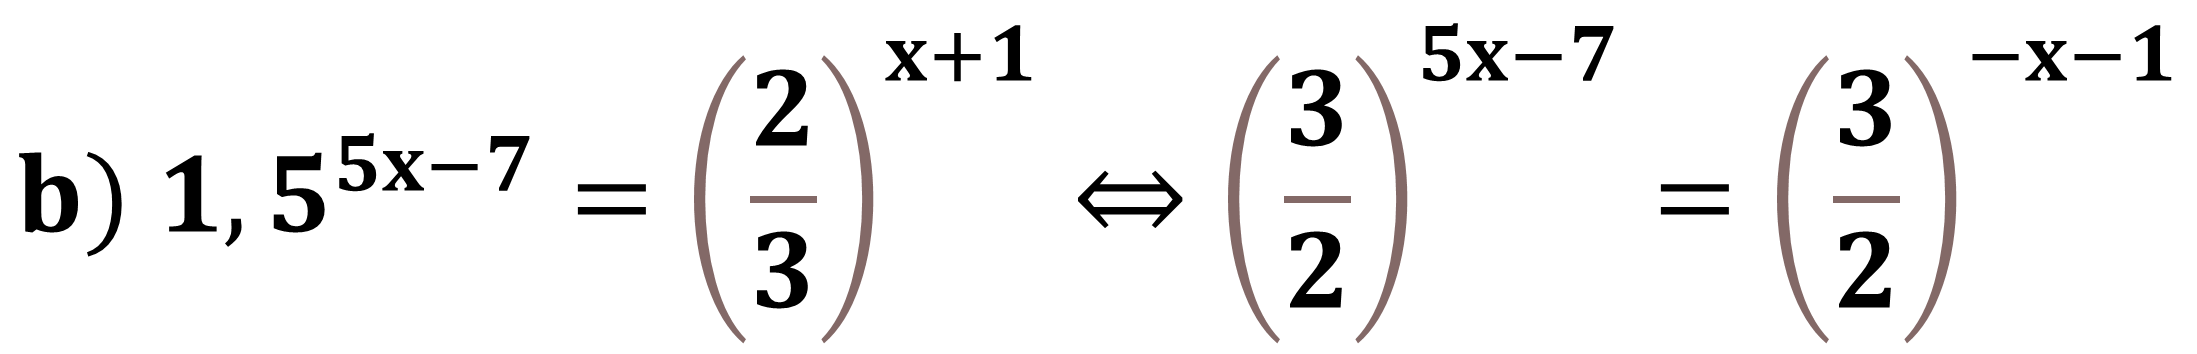 b) 1,5^{5x−7} = (2/3)^{x+1} ⇔ (3/2)^{5x−7} = (3/2)^{−x−1}